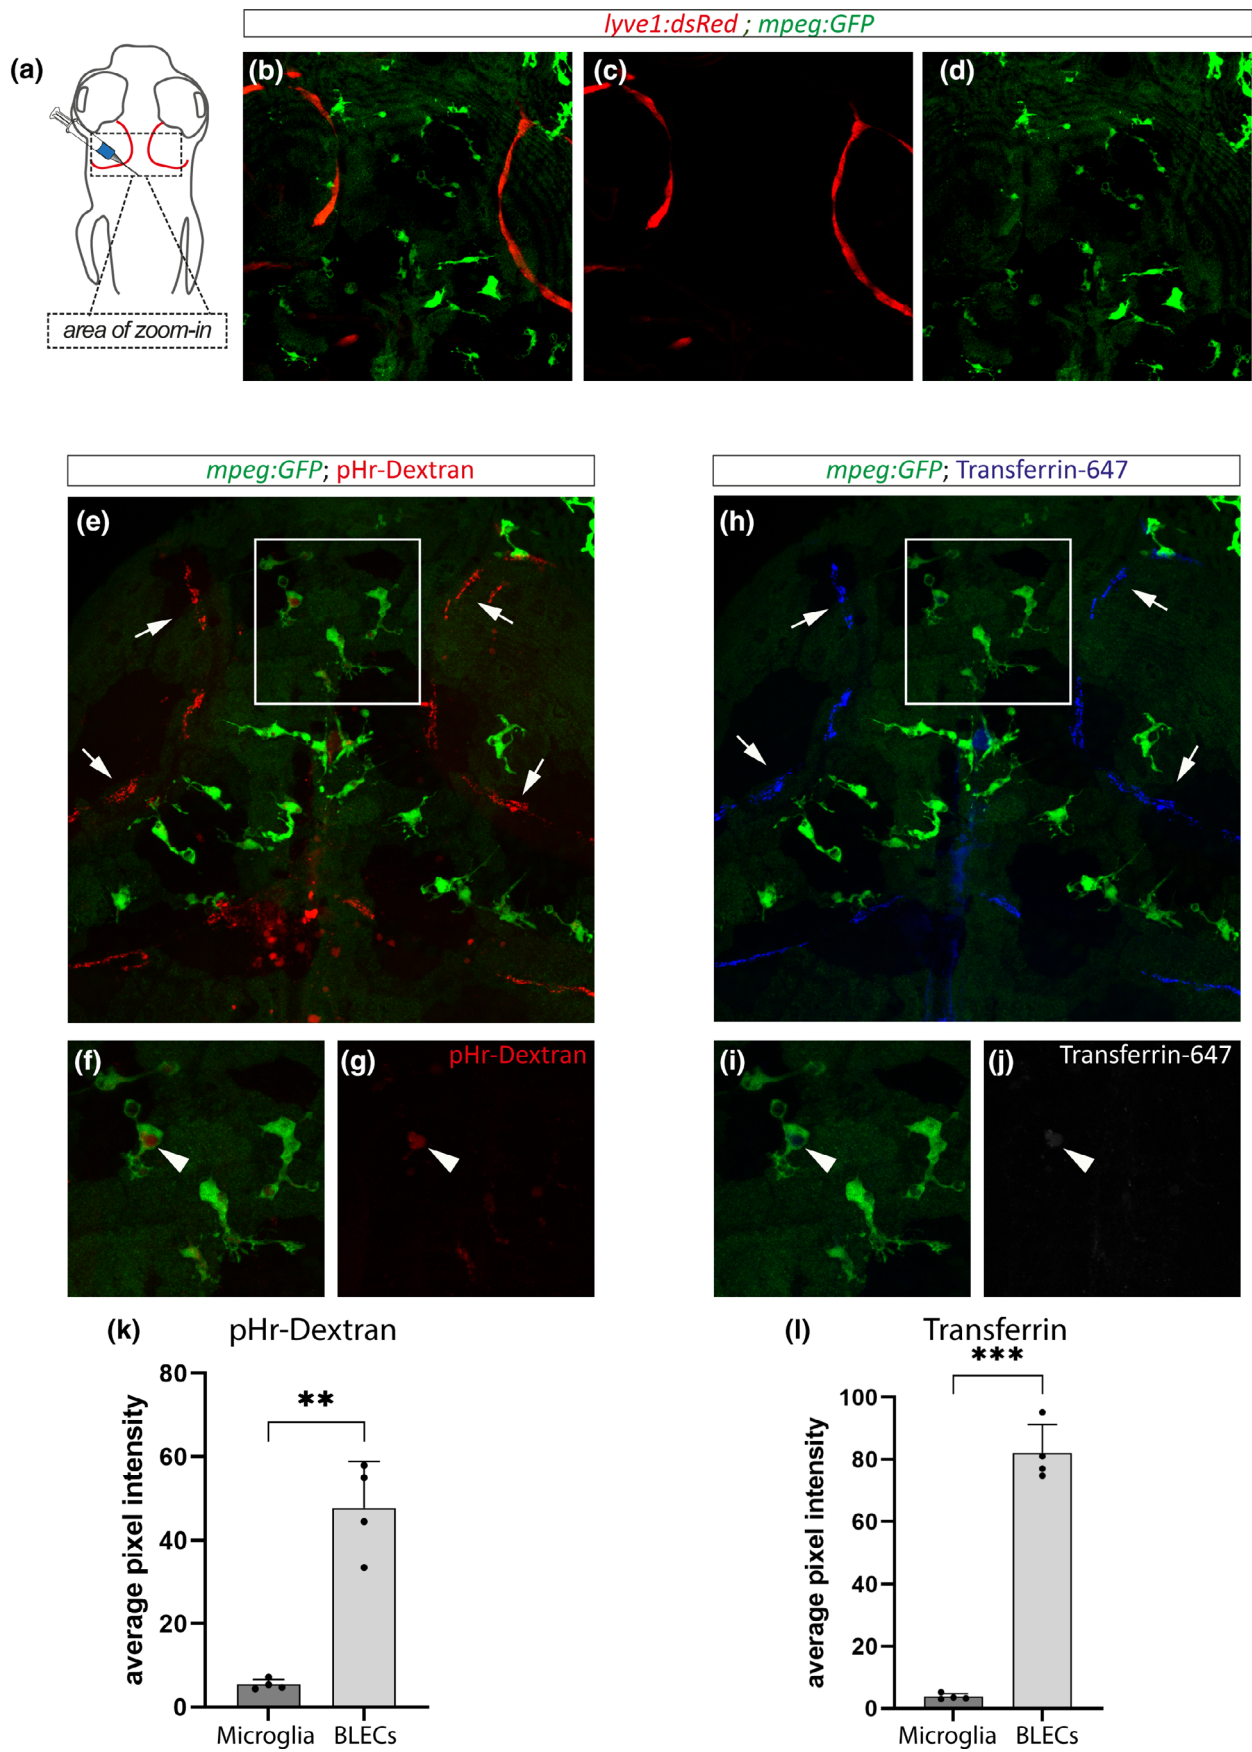 lyve1:dsRed ; mpeg:GFP
(a)
(b)
(c)
(d)
area of zoom-in
mpeg:GFP; pHr-Dextran
mpeg:GFP; Transferrin-647
(e)
(h)
(f)
(g) pHr-Dextran
(i)
(j) Transferrin-647
(k) pHr-Dextran
**
80
60
40
20
0
average pixel intensity
Microglia BLECs
(l) Transferrin
***
100
80
60
40
20
0
average pixel intensity
Microglia BLECs